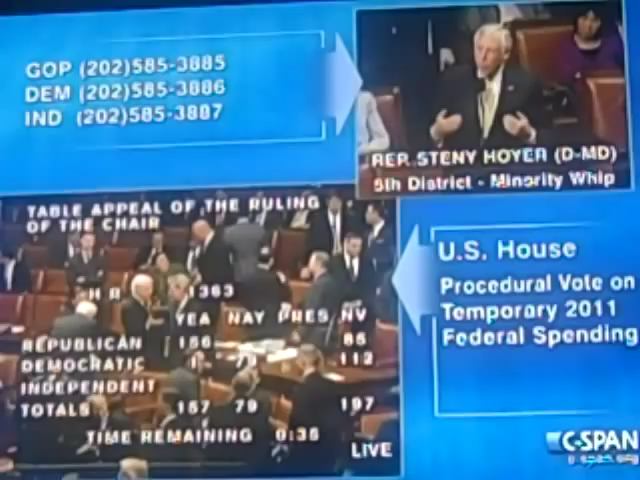 GOP (202)585-3885
DEM (202)585-3886
IND (202)585-3887
REP. STENY HOYER (D-MD)
5th District - Minority Whip
TABLE APPEAL OF THE RULING
OF THE CHAIR
H R 1363
YEA NAY PRES NV
REPUBLICAN 156 85
DEMOCRATIC 112
INDEPENDENT
TOTALS 157 79 197
TIME REMAINING 0:35
LIVE
U.S. House
Procedural Vote on
Temporary 2011
Federal Spending
C-SPAN